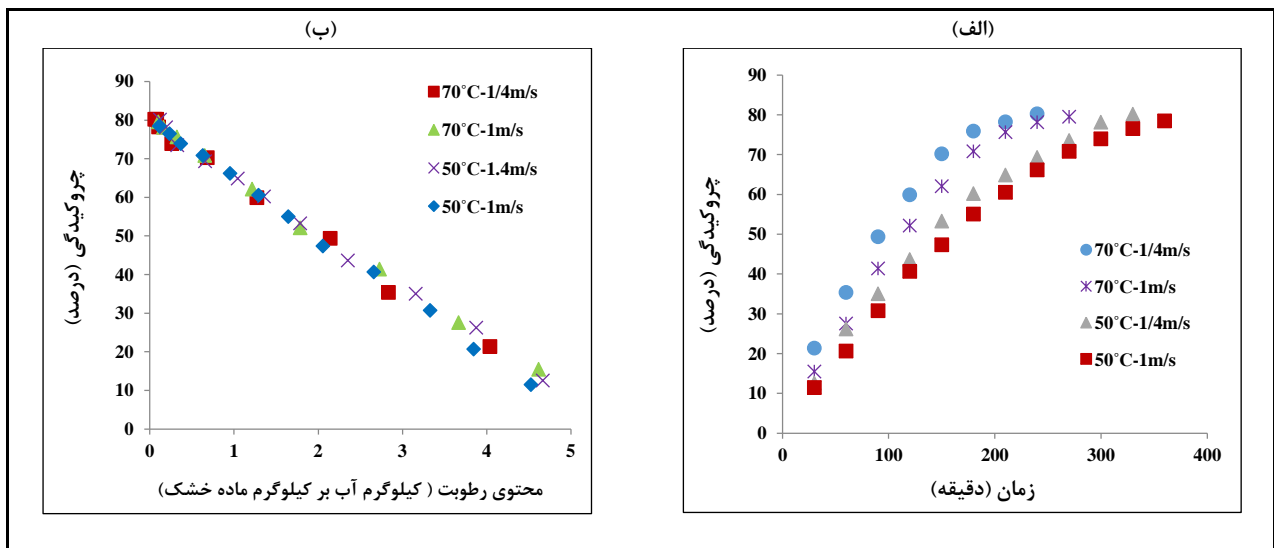 (الف)
90
80
70
60
50
40
30
20
10
0
چروکیدگی (درصد)
70˚C-1/4m/s
70˚C-1m/s
50˚C-1/4m/s
50˚C-1m/s
0
100
200
300
400
زمان (دقیقه)
(ب)
90
80
70
60
50
40
30
20
10
0
چروکیدگی (درصد)
70˚C-1/4m/s
70˚C-1m/s
50˚C-1.4m/s
50˚C-1m/s
0
1
2
3
4
5
محتوی رطوبت ( کیلوگرم آب بر کیلوگرم ماده خشک)